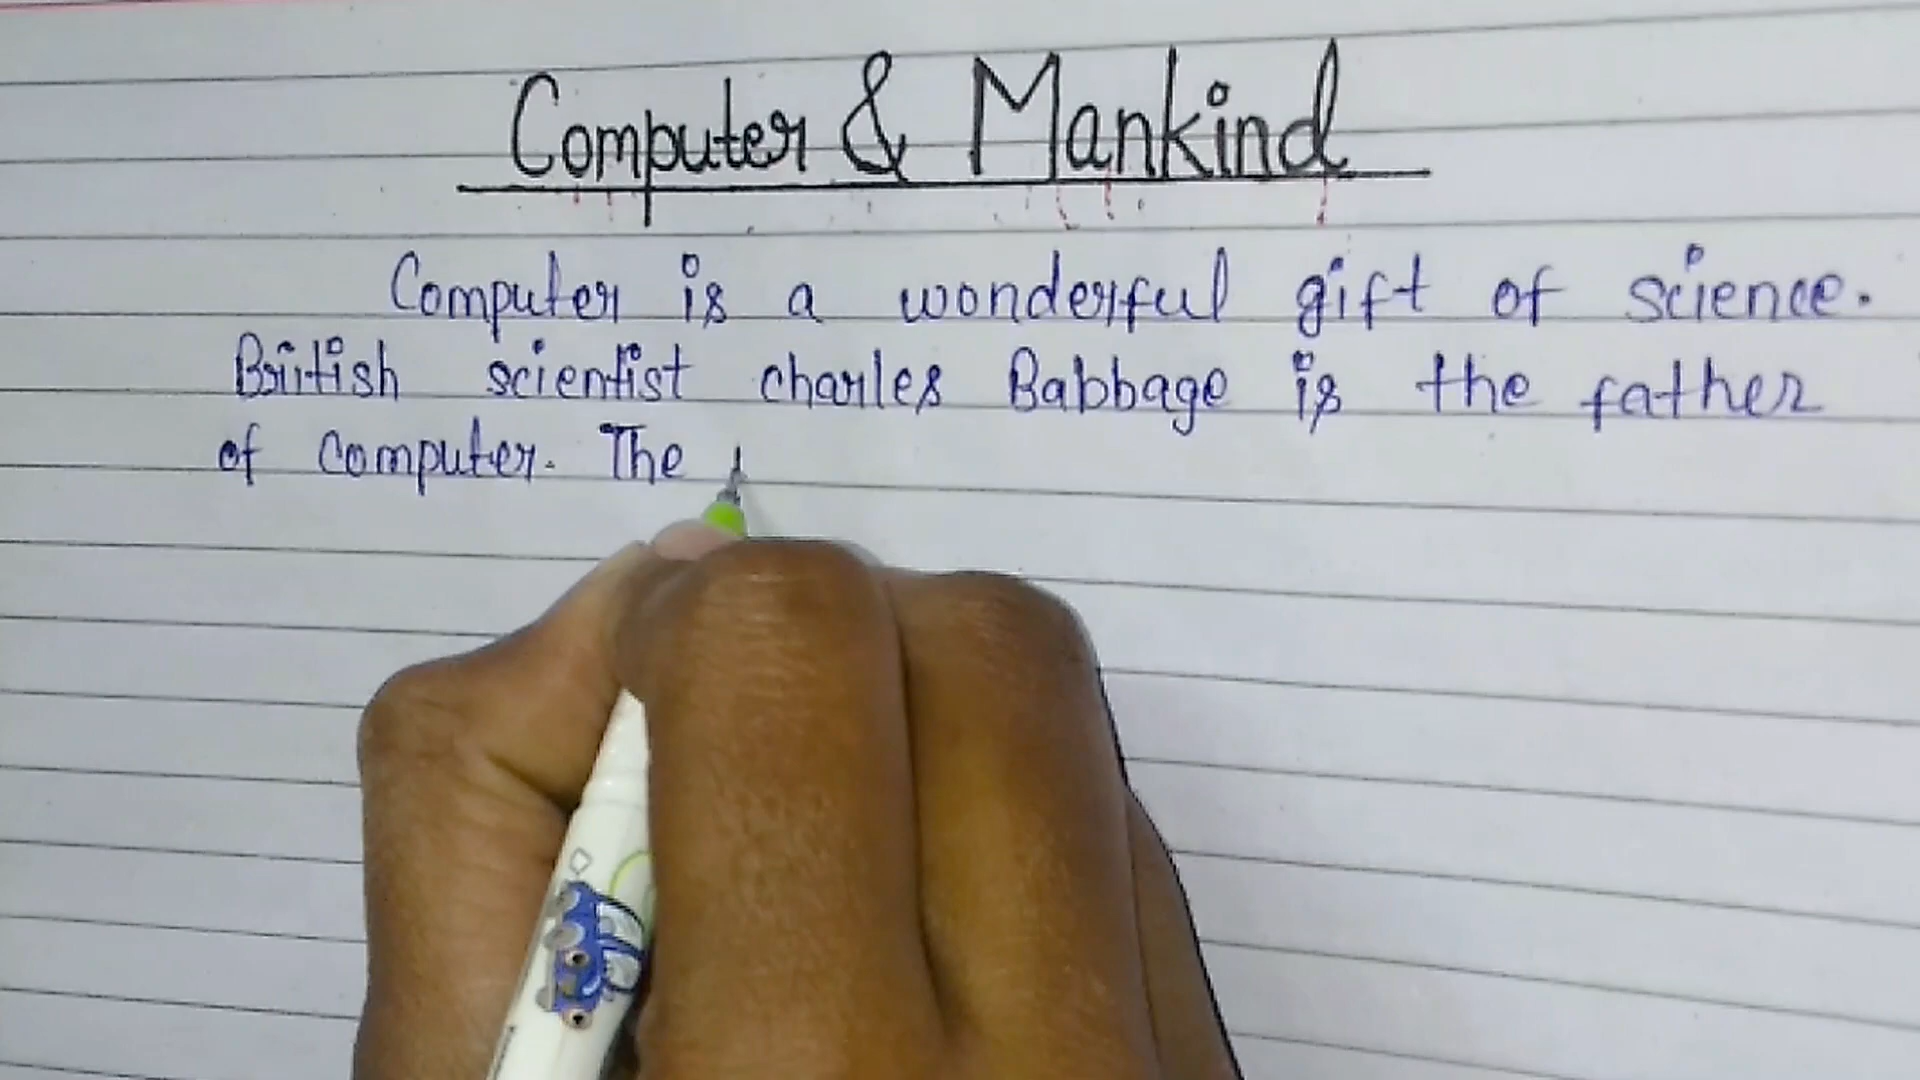 Computer & Mankind
Computer is a wonderful gift of science.
British scientist charles Babbage is the father
of computer. The